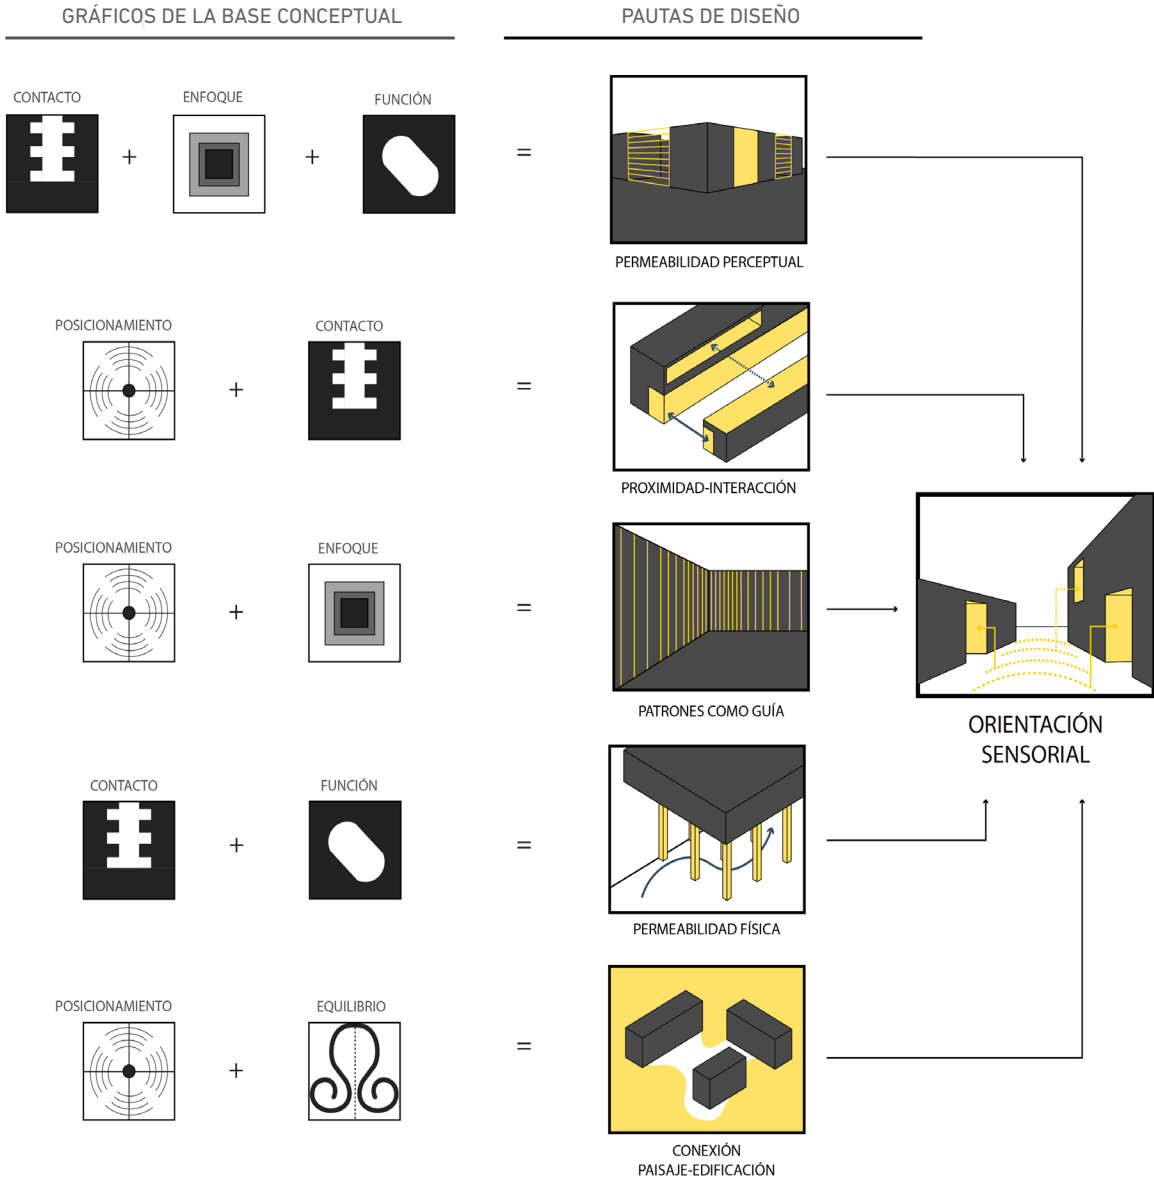 GRÁFICOS DE LA BASE CONCEPTUAL
PAUTAS DE DISEÑO
CONTACTO
+
ENFOQUE
+
FUNCIÓN
=
PERMEABILIDAD PERCEPTUAL
POSICIONAMIENTO
+
CONTACTO
=
PROXIMIDAD-INTERACCIÓN
POSICIONAMIENTO
+
ENFOQUE
=
PATRONES COMO GUÍA
ORIENTACIÓN
SENSORIAL
CONTACTO
+
FUNCIÓN
=
PERMEABILIDAD FÍSICA
POSICIONAMIENTO
+
EQUILIBRIO
=
CONEXIÓN
PAISAJE-EDIFICACIÓN